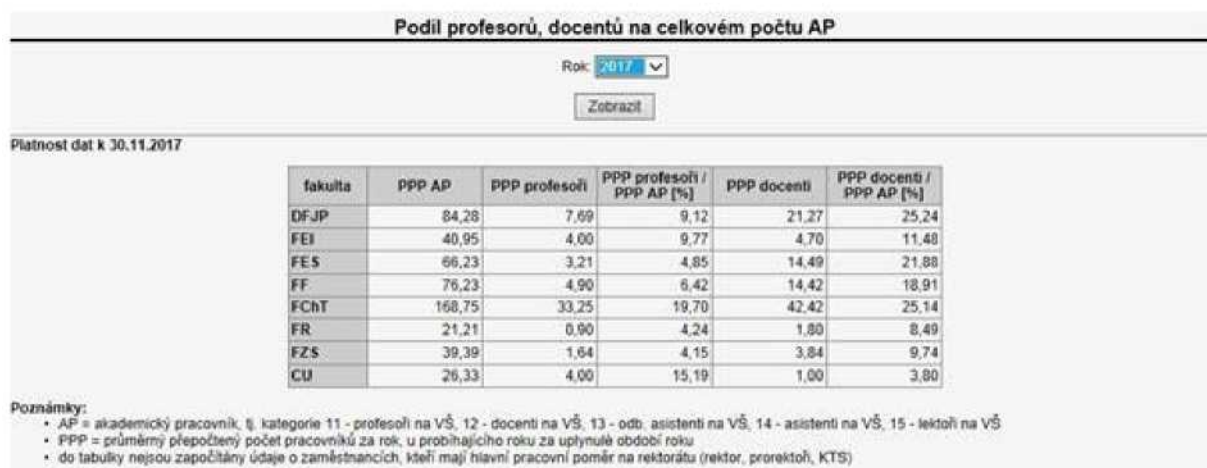 Podíl profesorů, docentů na celkovém počtu AP
Rok: 2017
Zobrazit
Platnost dat k 30.11.2017
fakulta PPP AP PPP profesoři PPP profesoři / PPP AP [%] PPP docenti PPP docenti / PPP AP [%]
DFJP 84,28 7,69 9,12 21,27 25,24
FEI 40,95 4,00 9,77 4,70 11,48
FES 66,23 3,21 4,85 14,49 21,88
FF 76,23 4,90 6,42 14,42 18,91
FChT 168,75 33,25 19,70 42,42 25,14
FR 21,21 0,90 4,24 1,80 8,49
FZS 39,39 1,64 4,15 3,84 9,74
CU 26,33 4,00 15,19 1,00 3,80
Poznámky:
• AP = akademický pracovník, tj. kategorie 11 - profesoři na VŠ, 12 - docenti na VŠ, 13 - odb. asistenti na VŠ, 14 - asistenti na VŠ, 15 - lektoři na VŠ
• PPP = průměrný přepočtený počet pracovníků za rok, u probíhajícího roku za uplynulé období roku
• do tabulky nejsou započítány údaje o zaměstnancích, kteří mají hlavní pracovní poměr na rektorátu (rektor, prorektoři, KTS)